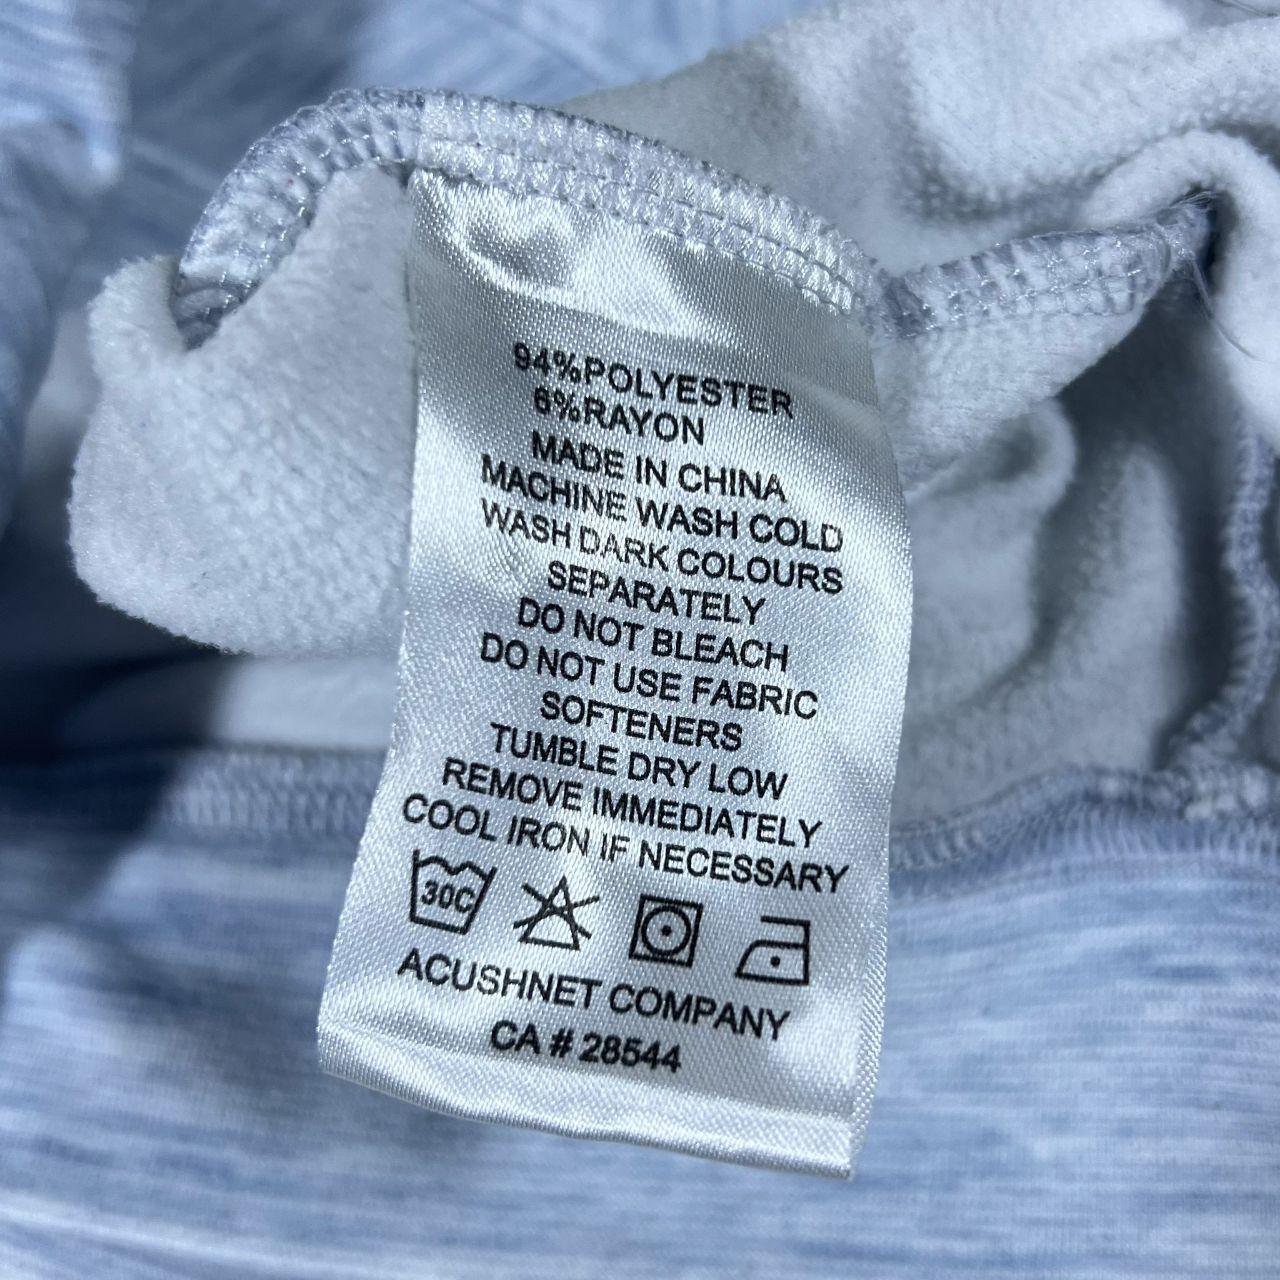 94%POLYESTER
6%RAYON
MADE IN CHINA
MACHINE WASH COLD
WASH DARK COLOURS
SEPARATELY
DO NOT BLEACH
DO NOT USE FABRIC
SOFTENERS
TUMBLE DRY LOW
REMOVE IMMEDIATELY
COOL IRON IF NECESSARY
30C
ACUSHNET COMPANY
CA # 28544